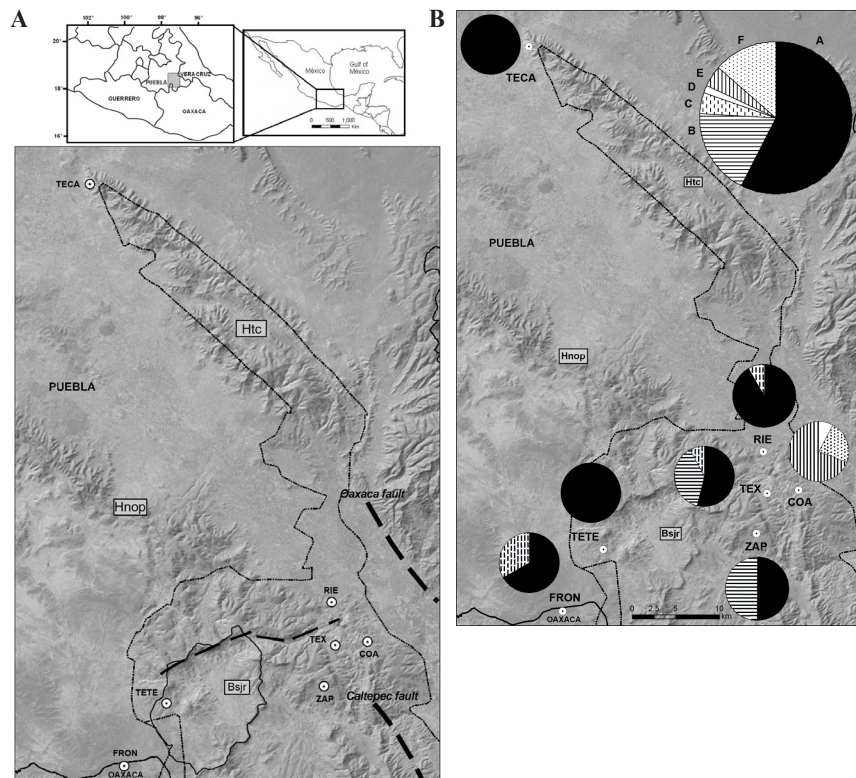 A
102 100 98 96
20
18
16
VERACRUZ
PUEBLA
GUERRERO
OAXACA
México
Gulf of
México
0 500 1,000
Km
TECA
Htc
PUEBLA
Hnop
Oaxaca fault
RIE
TEX
COA
TETE
Bsjr
ZAP
Caltepec fault
FRON
OAXACA
B
TECA
F
A
E
D
C
B
Htc
PUEBLA
Hnop
RIE
TEX
COA
Bsjr
TETE
ZAP
FRON
OAXACA
0 2.5 5 10
km